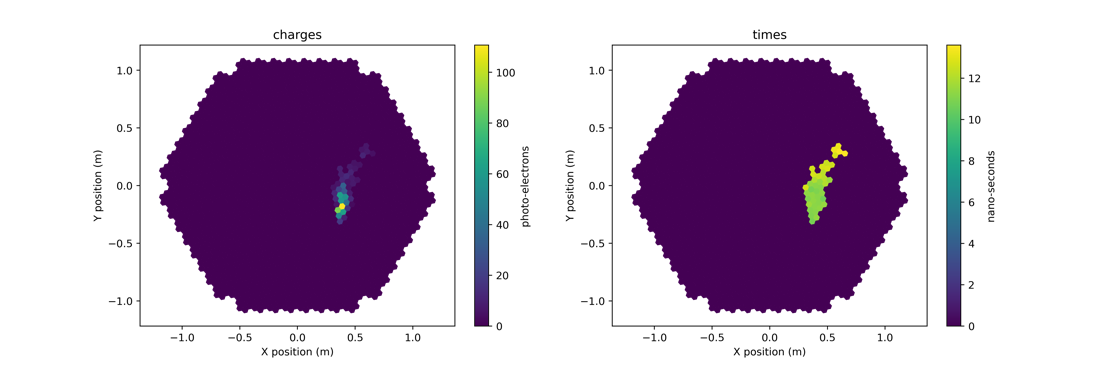 charges
1.0
0.5
0.0
−0.5
−1.0
Y position (m)
−1.0 −0.5 0.0 0.5 1.0
X position (m)
100
80
60
40
20
0
photo-electrons
times
1.0
0.5
0.0
−0.5
−1.0
Y position (m)
−1.0 −0.5 0.0 0.5 1.0
X position (m)
12
10
8
6
4
2
0
nano-seconds